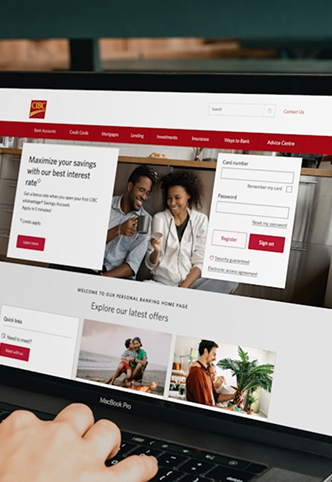 CIBC
Search
Contact Us
Bank Accounts Credit Cards Mortgages Lending Investments Insurance Ways to Bank Advice Centre
Maximize your savings
with our best interest
rate
Get a bonus rate when you open your first CIBC
eAdvantage® Savings Account.
Apply in 5 minutes!
apply
Learn more
Card number
Remember my card
Password
Reset my password
Register
Sign on
Security guaranteed
Electronic access agreement
WELCOME TO OUR PERSONAL BANKING HOME PAGE
Explore our latest offers
Quick links
Need to meet?
Meet with us
MacBook Pro